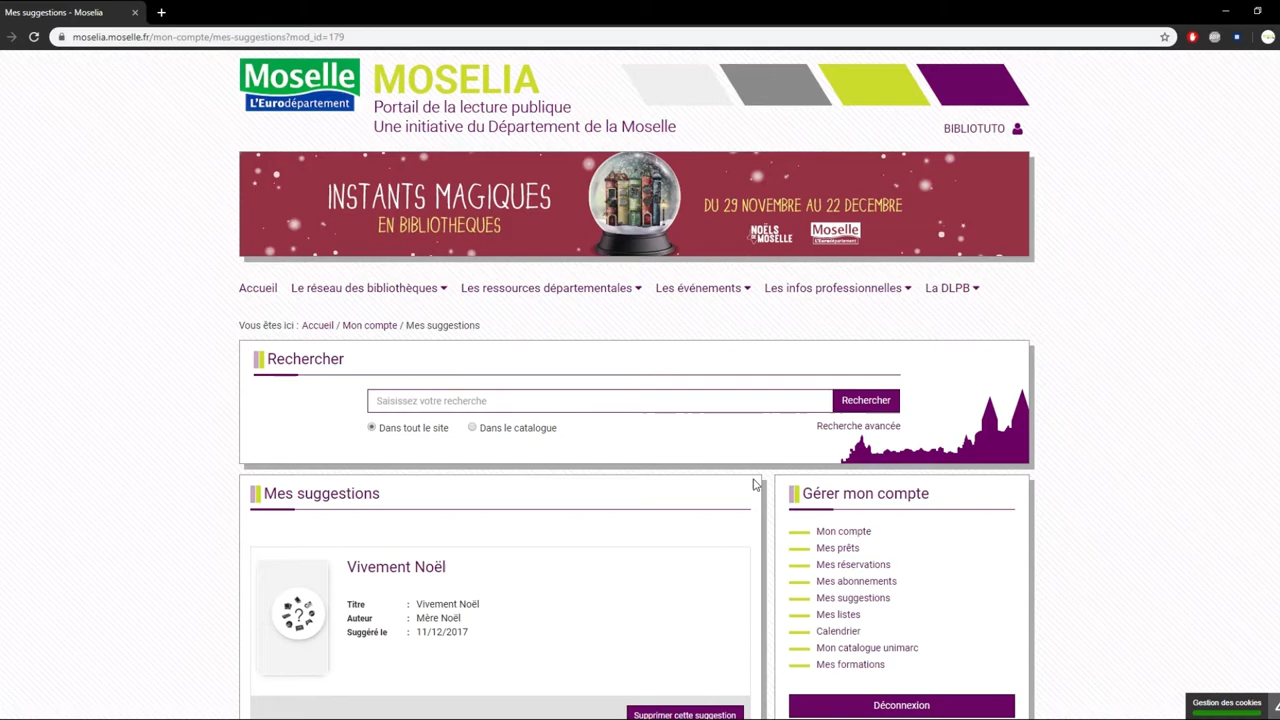 Mes suggestions - Moselia
moselia.moselle.fr/mon-compte/mes-suggestions?mod_id=179
Moselle
L'Eurodépartement
MOSELIA
Portail de la lecture publique
Une initiative du Département de la Moselle
BIBLIOTUTO
INSTANTS MAGIQUES
EN BIBLIOTHEQUES
DU 29 NOVEMBRE AU 22 DECEMBRE
NOËLS DE MOSELLE
Moselle
L'Eurodépartement
Accueil Le réseau des bibliothèques Les ressources départementales Les événements Les infos professionnelles La DLPB
Vous êtes ici : Accueil / Mon compte / Mes suggestions
Rechercher
Saisissez votre recherche
Rechercher
Dans tout le site Dans le catalogue
Recherche avancée
Mes suggestions
Vivement Noël
Titre : Vivement Noël
Auteur : Mère Noël
Suggéré le : 11/12/2017
Supprimer cette suggestion
Gérer mon compte
Mon compte
Mes prêts
Mes réservations
Mes abonnements
Mes suggestions
Mes listes
Calendrier
Mon catalogue unimarc
Mes formations
Déconnexion
Gestion des cookies